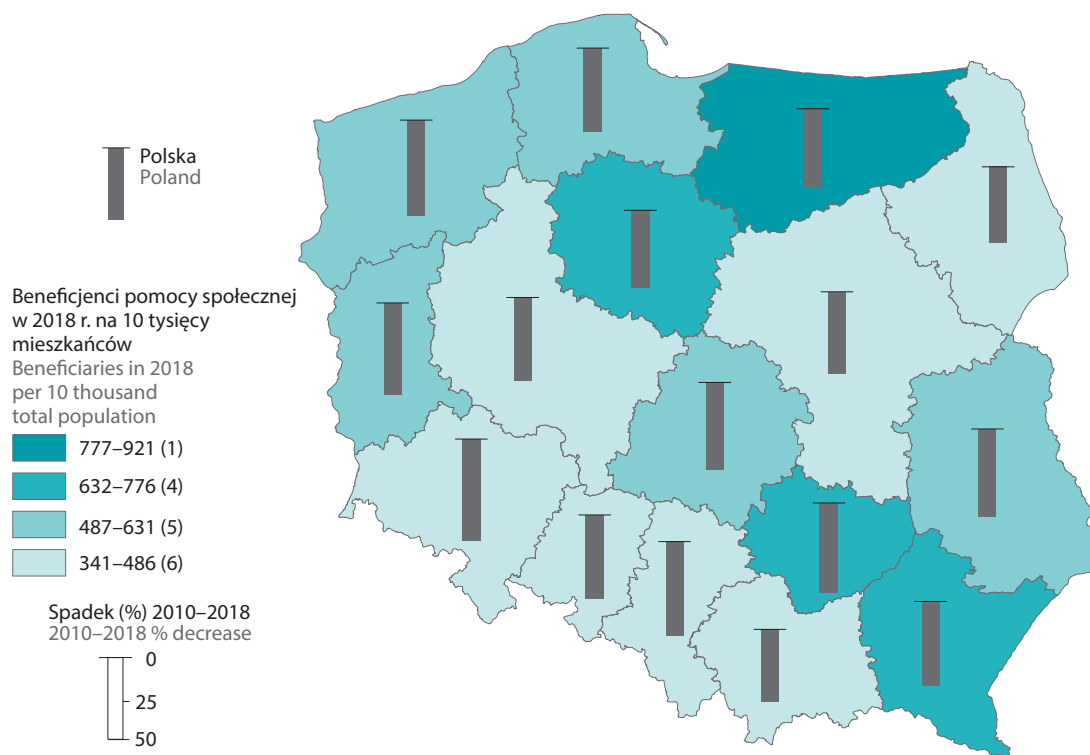 Polska
Poland
Beneficjenci pomocy społecznej
w 2018 r. na 10 tysięcy
mieszkańców
Beneficiaries in 2018
per 10 thousand
total population
777–921 (1)
632–776 (4)
487–631 (5)
341–486 (6)
Spadek (%) 2010–2018
2010–2018 % decrease
0
25
50